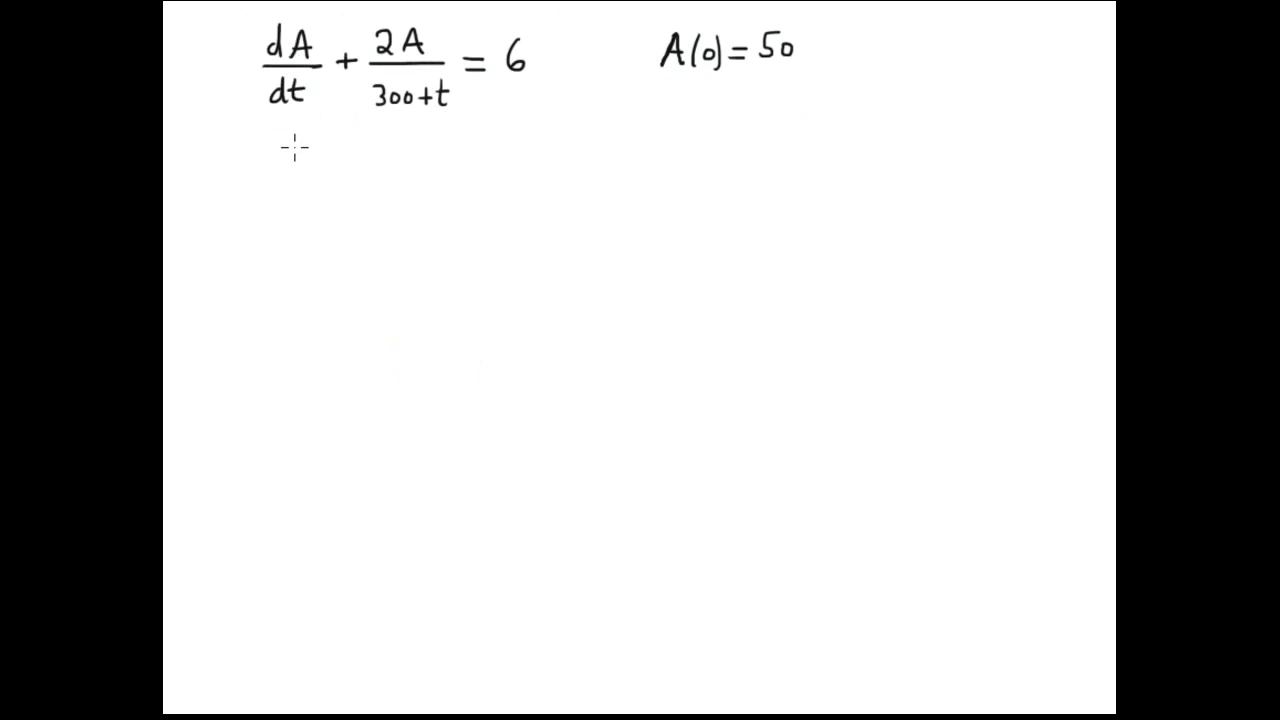 dA/dt + 2A/(300+t) = 6 A(0) = 50